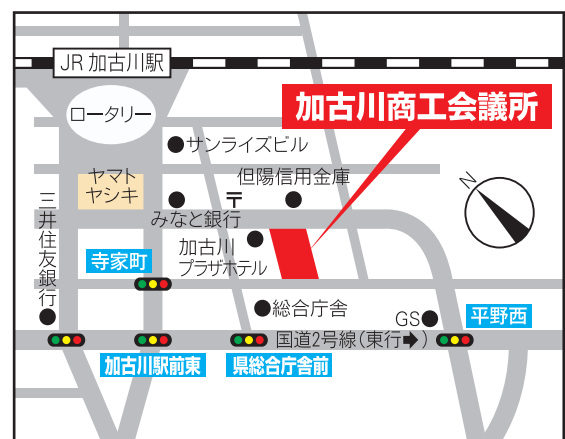 JR加古川駅
ロータリー
加古川商工会議所
サンライズビル
ヤマト
ヤシキ
但陽信用金庫
〒
みなと銀行
N
三井住友銀行
加古川
プラザホテル
寺家町
総合庁舎
GS
平野西
国道2号線(東行➡)
加古川駅前東
県総合庁舎前